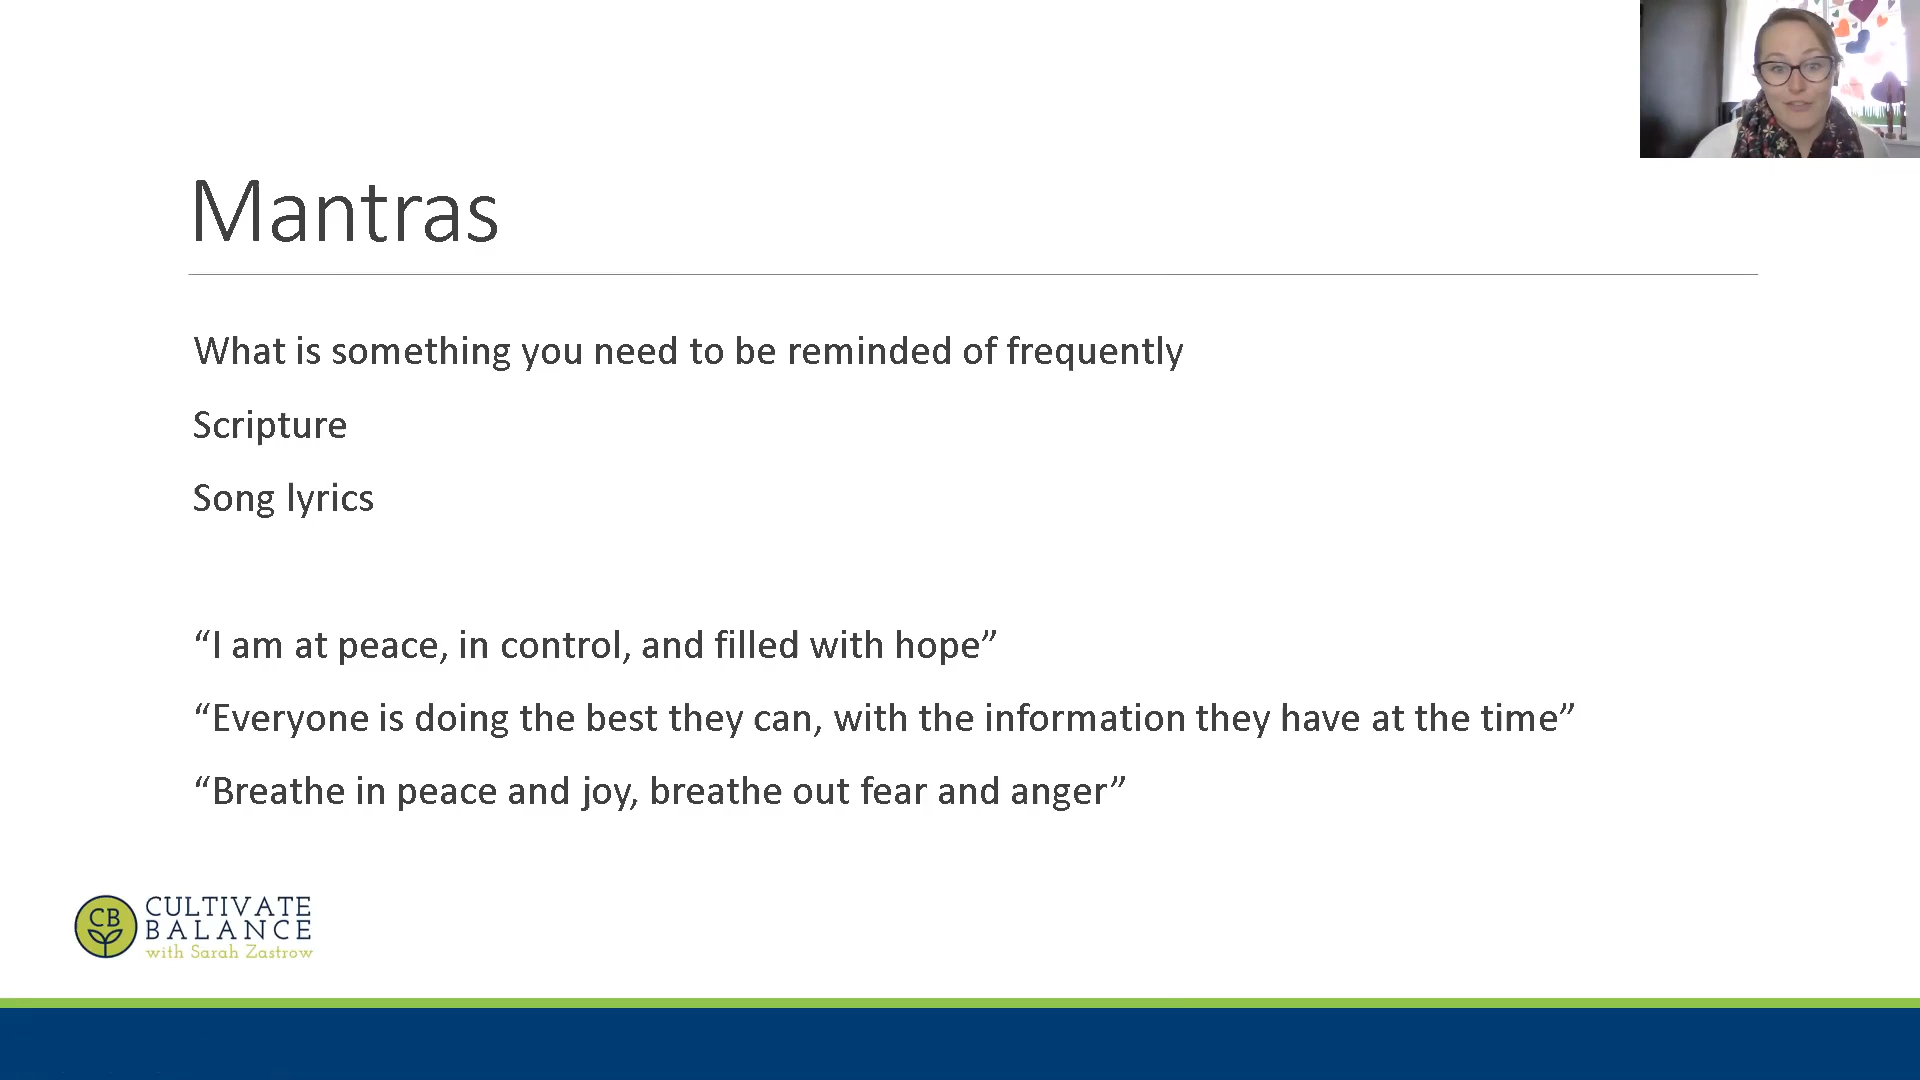 Mantras
What is something you need to be reminded of frequently
Scripture
Song lyrics
“I am at peace, in control, and filled with hope”
“Everyone is doing the best they can, with the information they have at the time”
“Breathe in peace and joy, breathe out fear and anger”
CB
CULTIVATE
BALANCE
with Sarah Zastrow